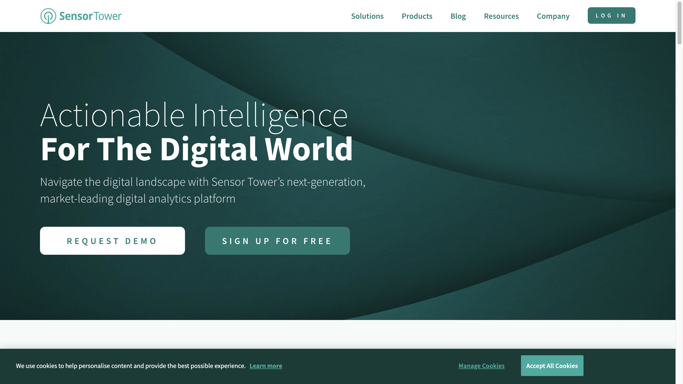 SensorTower
Solutions Products Blog Resources Company LOG IN
Actionable Intelligence
For The Digital World
Navigate the digital landscape with Sensor Tower’s next-generation,
market-leading digital analytics platform
REQUEST DEMO SIGN UP FOR FREE
We use cookies to help personalise content and provide the best possible experience. Learn more Manage Cookies Accept All Cookies